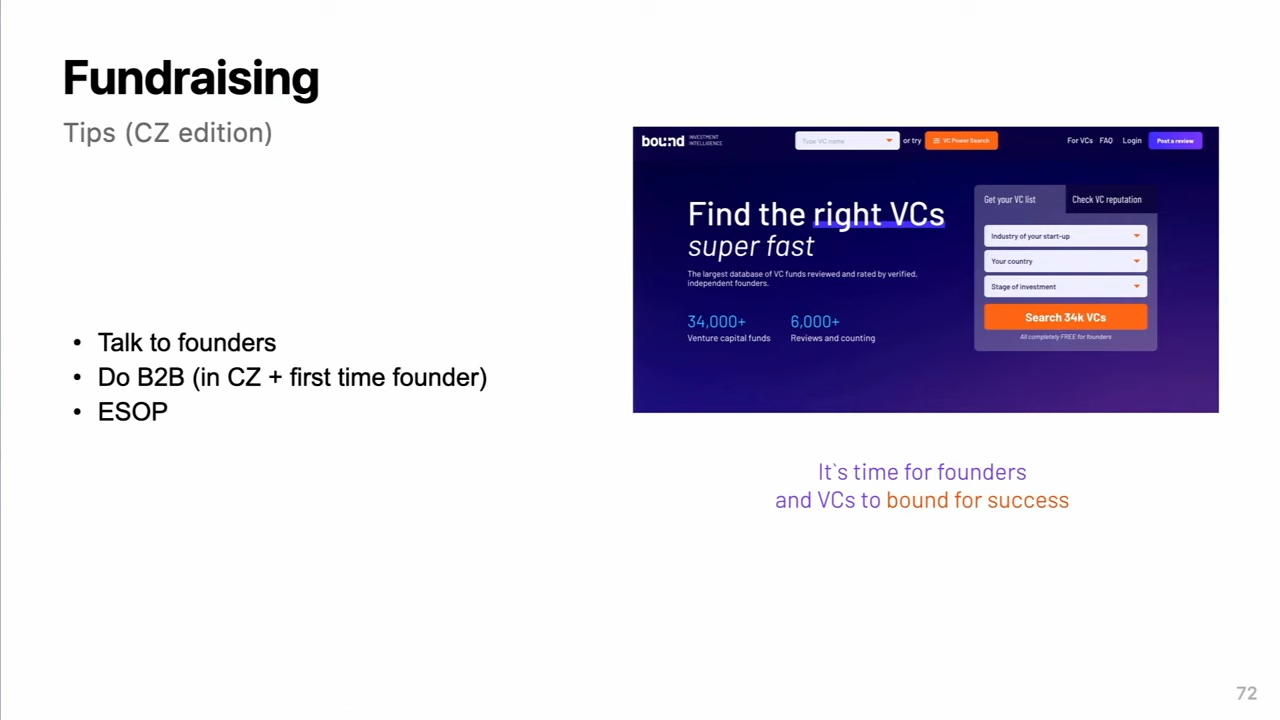 Fundraising
Tips (CZ edition)
• Talk to founders
• Do B2B (in CZ + first time founder)
• ESOP
bound INVESTMENT INTELLIGENCE
Type VC name
or try
VC Power Search
For VCs
FAQ
Login
Post a review
Find the right VCs
super fast
The largest database of VC funds reviewed and rated by verified,
independent founders.
34,000+
Venture capital funds
6,000+
Reviews and counting
Get your VC list
Check VC reputation
Industry of your start-up
Your country
Stage of investment
Search 34k VCs
All completely FREE for founders
It`s time for founders
and VCs to bound for success
72